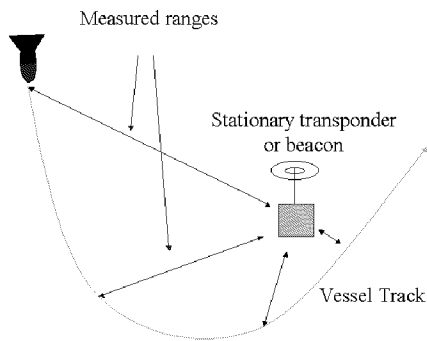 Measured ranges
Stationary transponder
or beacon
Vessel Track